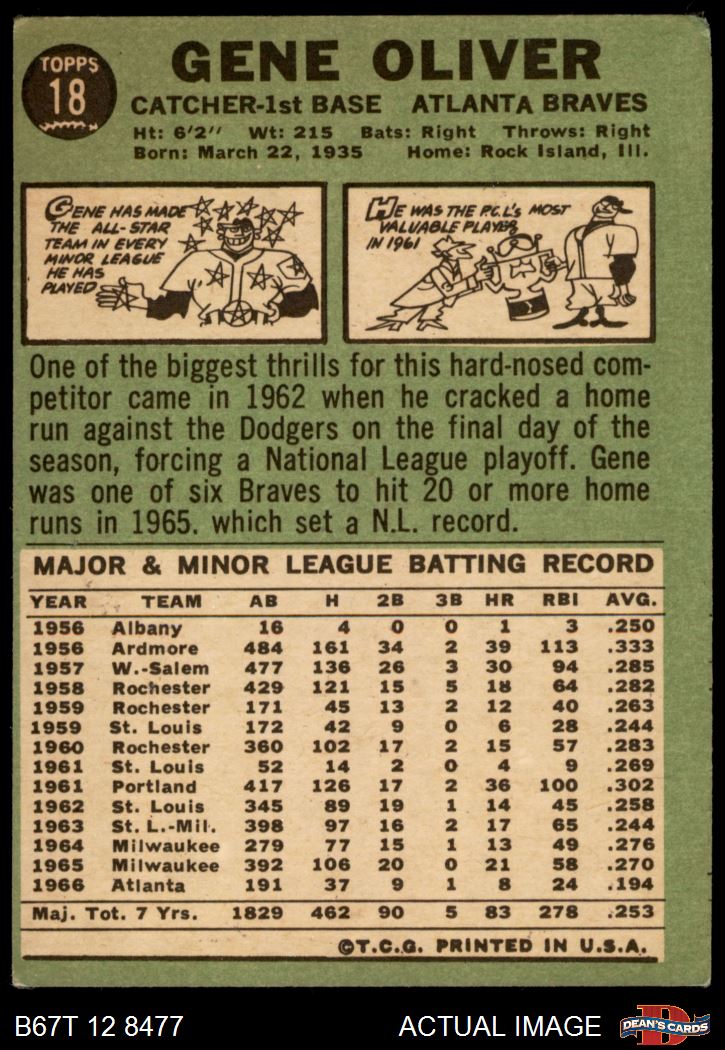 TOPPS
18
GENE OLIVER
CATCHER-1st BASE ATLANTA BRAVES
Ht: 6'2" Wt: 215 Bats: Right Throws: Right
Born: March 22, 1935 Home: Rock Island, Ill.
GENE HAS MADE
THE ALL-STAR
TEAM IN EVERY
MINOR LEAGUE
HE HAS
PLAYED
HE WAS THE P.C.L's MOST
VALUABLE PLAYER
IN 1961
One of the biggest thrills for this hard-nosed com-
petitor came in 1962 when he cracked a home
run against the Dodgers on the final day of the
season, forcing a National League playoff. Gene
was one of six Braves to hit 20 or more home
runs in 1965. which set a N.L. record.
MAJOR & MINOR LEAGUE BATTING RECORD
YEAR TEAM AB H 2B 3B HR RBI AVG.
1956 Albany 16 4 0 0 1 3 .250
1956 Ardmore 484 161 34 2 39 113 .333
1957 W.-Salem 477 136 26 3 30 94 .285
1958 Rochester 429 121 15 5 18 64 .282
1959 Rochester 171 45 13 2 12 40 .263
1959 St. Louis 172 42 9 0 6 28 .244
1960 Rochester 360 102 17 2 15 57 .283
1961 St. Louis 52 14 2 0 4 9 .269
1961 Portland 417 126 17 2 36 100 .302
1962 St. Louis 345 89 19 1 14 45 .258
1963 St. L.-Mil. 398 97 16 2 17 65 .244
1964 Milwaukee 279 77 15 1 13 49 .276
1965 Milwaukee 392 106 20 0 21 58 .270
1966 Atlanta 191 37 9 1 8 24 .194
Maj. Tot. 7 Yrs. 1829 462 90 5 83 278 .253
©T.C.G. PRINTED IN U.S.A.
B67T 12 8477 ACTUAL IMAGE
D
DEAN'S CARDS